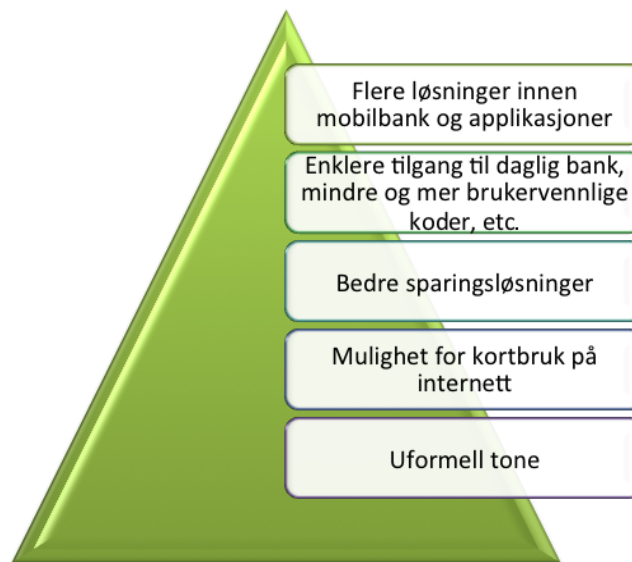 Flere løsninger innen
mobilbank og applikasjoner
Enklere tilgang til daglig bank,
mindre og mer brukervennlige
koder, etc.
Bedre sparingsløsninger
Mulighet for kortbruk på
internett
Uformell tone